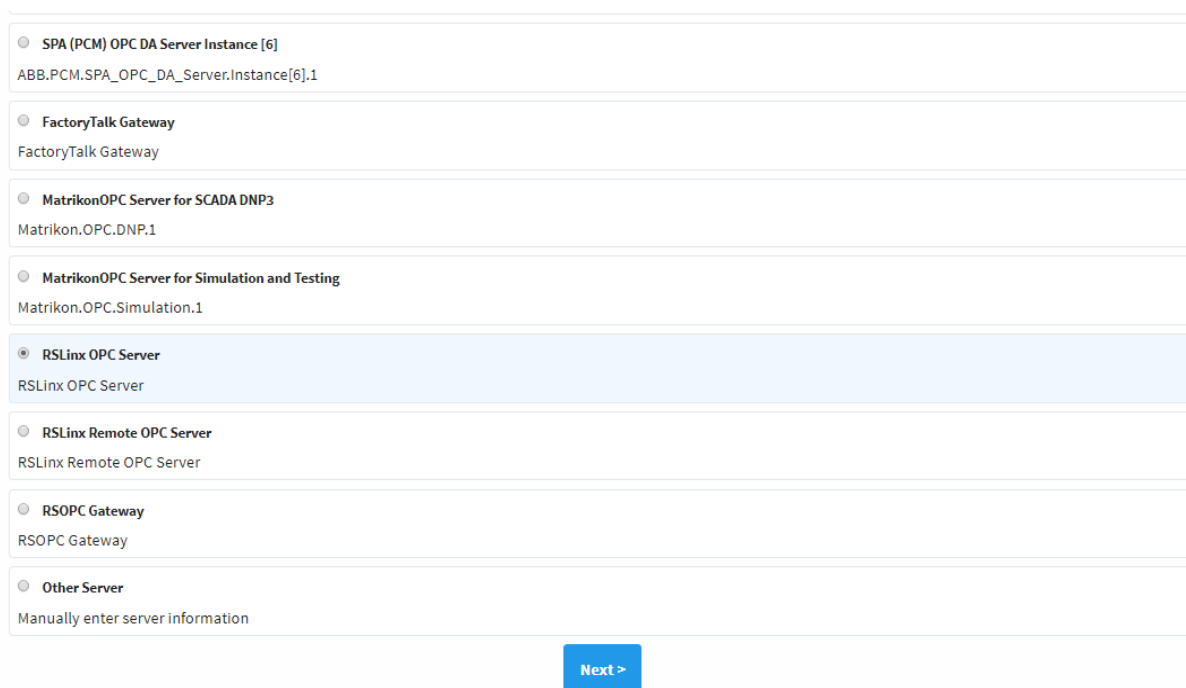 SPA (PCM) OPC DA Server Instance [6]
ABB.PCM.SPA_OPC_DA_Server.Instance[6].1
FactoryTalk Gateway
FactoryTalk Gateway
MatrikonOPC Server for SCADA DNP3
Matrikon.OPC.DNP.1
MatrikonOPC Server for Simulation and Testing
Matrikon.OPC.Simulation.1
RSLinx OPC Server
RSLinx OPC Server
RSLinx Remote OPC Server
RSLinx Remote OPC Server
RSOPC Gateway
RSOPC Gateway
Other Server
Manually enter server information
Next >